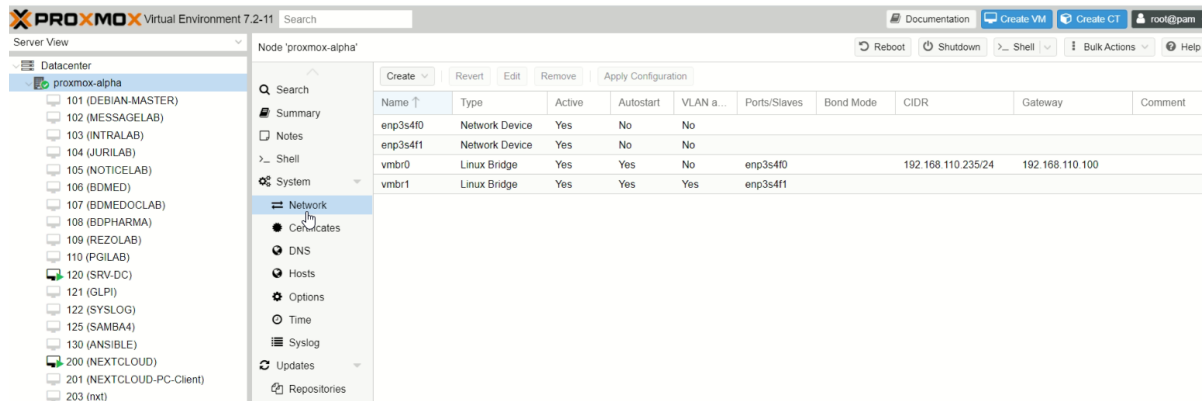 PROXMOX Virtual Environment 7.2-11 Search Documentation Create VM Create CT root@pam
Server View
Datacenter
proxmox-alpha
101 (DEBIAN-MASTER)
102 (MESSAGELAB)
103 (INTRALAB)
104 (JURILAB)
105 (NOTICELAB)
106 (BDMED)
107 (BDMEDOCLAB)
108 (BDPHARMA)
109 (REZOLAB)
110 (PGILAB)
120 (SRV-DC)
121 (GLPI)
122 (SYSLOG)
125 (SAMBA4)
130 (ANSIBLE)
200 (NEXTCLOUD)
201 (NEXTCLOUD-PC-Client)
203 (nxt)
Node 'proxmox-alpha' Reboot Shutdown Shell Bulk Actions Help
Search
Summary
Notes
>_ Shell
System
Network
Certificates
DNS
Hosts
Options
Time
Syslog
Updates
Repositories
Create Revert Edit Remove Apply Configuration
Name ↑ Type Active Autostart VLAN a... Ports/Slaves Bond Mode CIDR Gateway Comment
enp3s4f0 Network Device Yes No No
enp3s4f1 Network Device Yes No No
vmbr0 Linux Bridge Yes Yes No enp3s4f0 192.168.110.235/24 192.168.110.100
vmbr1 Linux Bridge Yes Yes Yes enp3s4f1